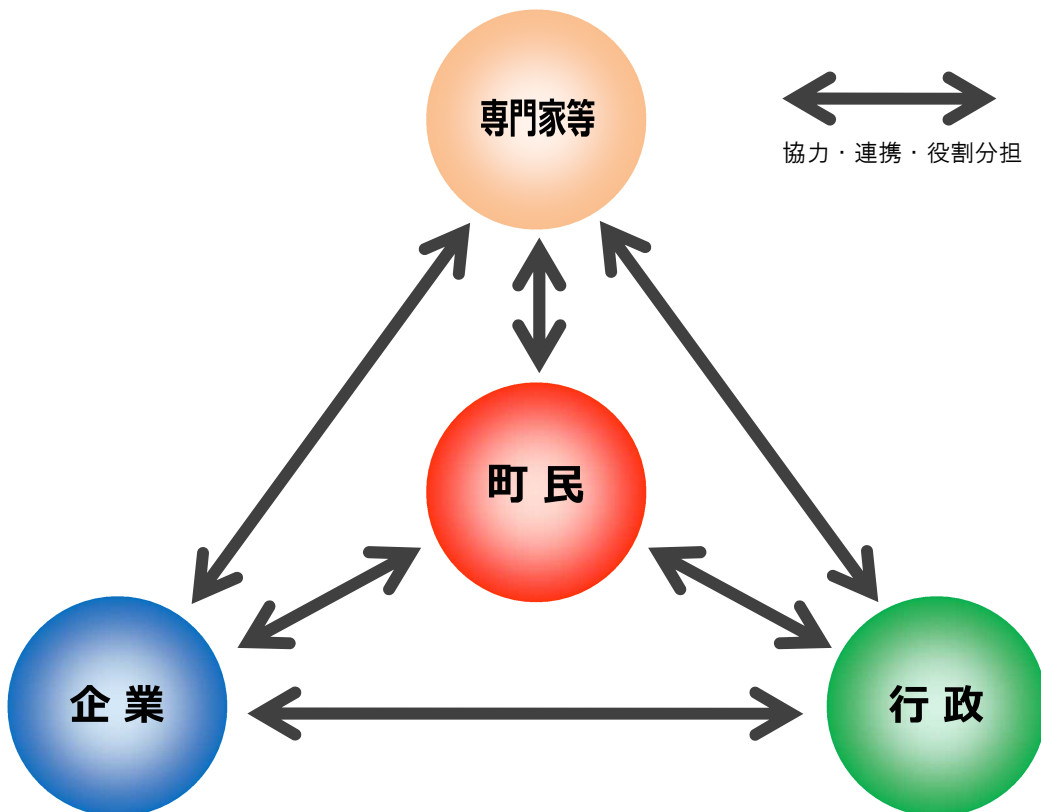 専門家等
協力・連携・役割分担
町民
企業
行政